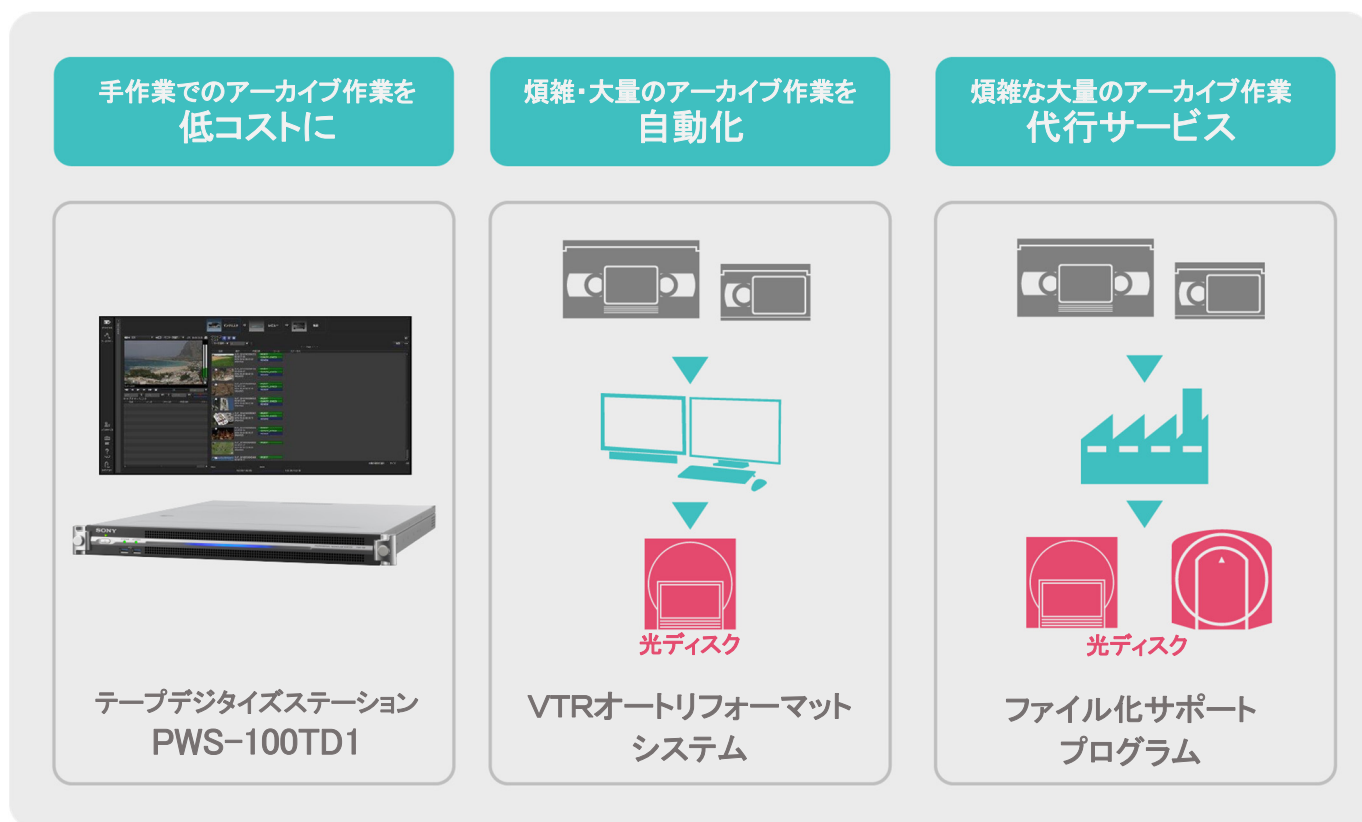 手作業でのアーカイブ作業を
低コストに
煩雑・大量のアーカイブ作業を
自動化
煩雑な大量のアーカイブ作業
代行サービス
SONY
テープデジタイズステーション
PWS-100TD1
光ディスク
VTRオートリフォーマット
システム
光ディスク
ファイル化サポート
プログラム